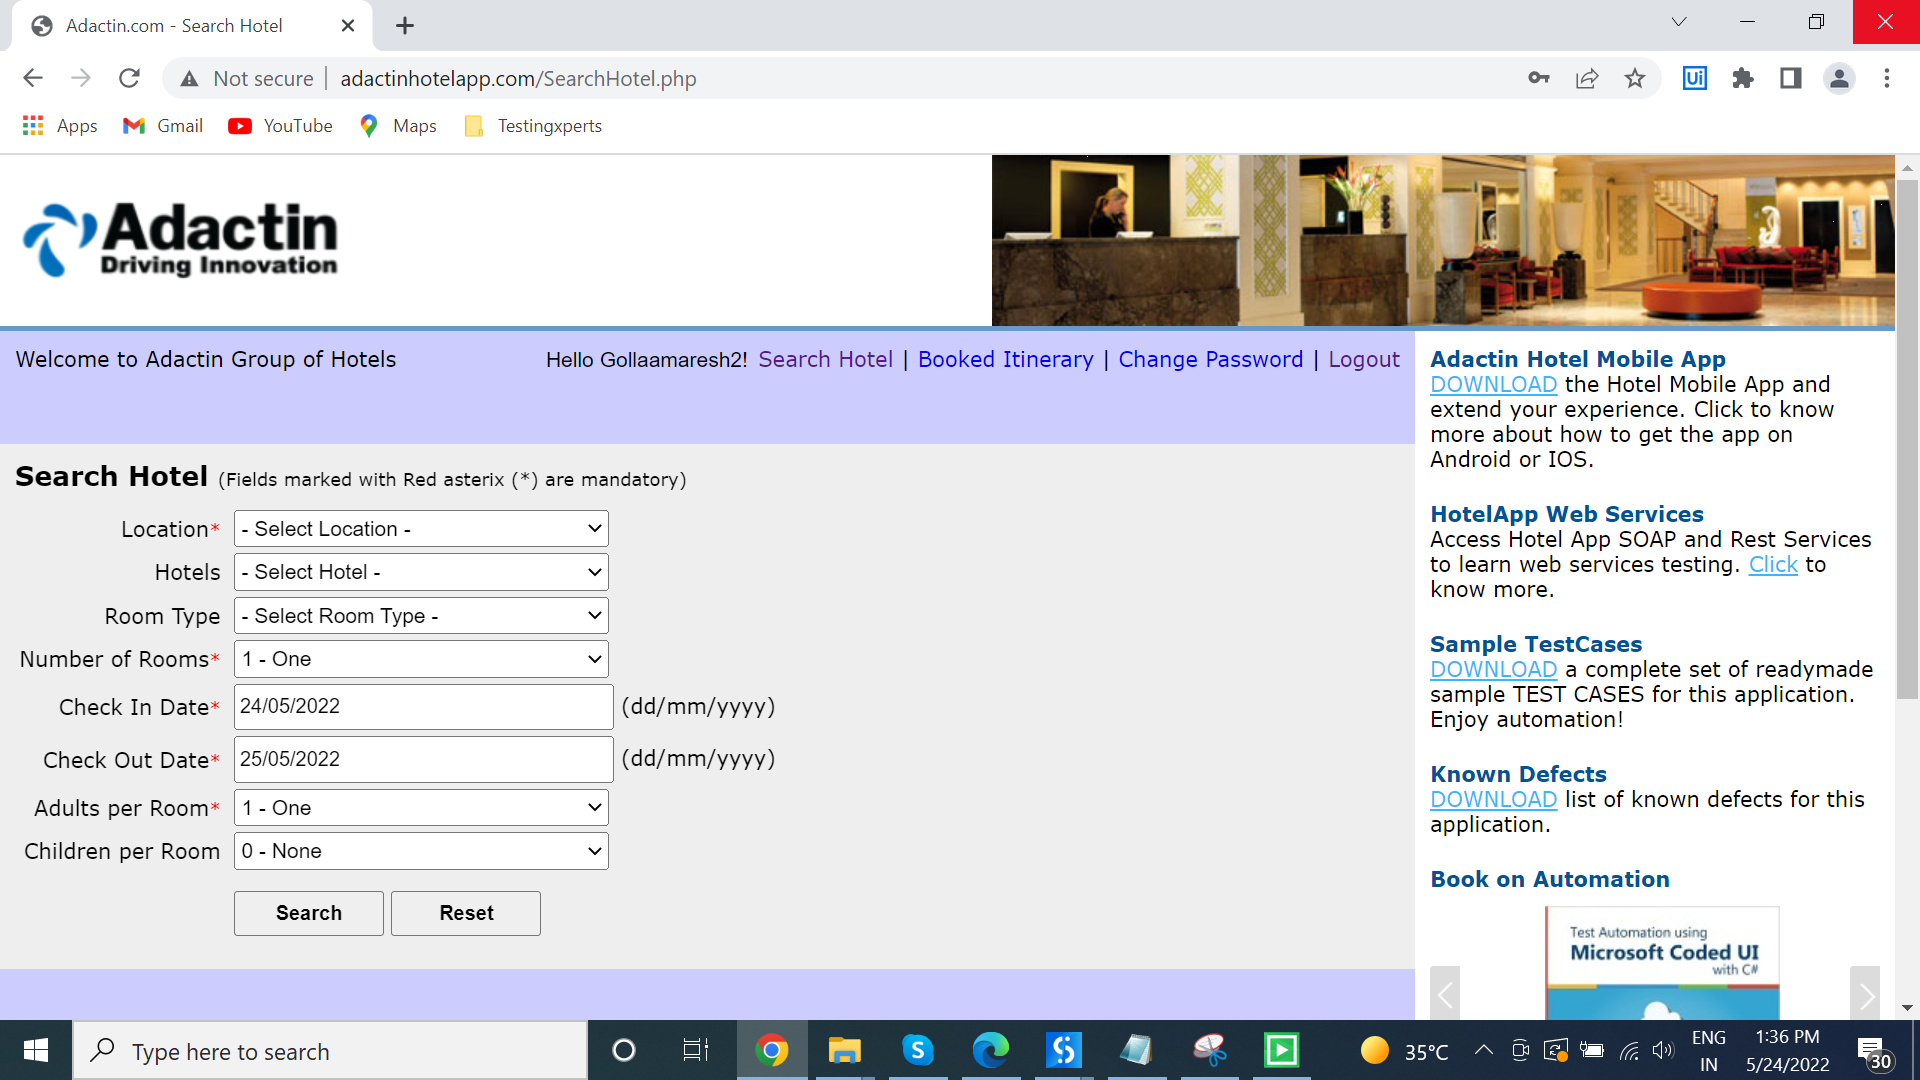 Adactin.com - Search Hotel
Not secure
adactinhotelapp.com/SearchHotel.php
Ui
Apps
Gmail
YouTube
Maps
Testingxperts
Adactin
Driving Innovation
Welcome to Adactin Group of Hotels
Hello Gollaamaresh2! Search Hotel | Booked Itinerary | Change Password | Logout
Search Hotel (Fields marked with Red asterix (*) are mandatory)
Location* - Select Location -
Hotels - Select Hotel -
Room Type - Select Room Type -
Number of Rooms* 1 - One
Check In Date* 24/05/2022 (dd/mm/yyyy)
Check Out Date* 25/05/2022 (dd/mm/yyyy)
Adults per Room* 1 - One
Children per Room 0 - None
Search Reset
Adactin Hotel Mobile App
DOWNLOAD the Hotel Mobile App and
extend your experience. Click to know
more about how to get the app on
Android or IOS.
HotelApp Web Services
Access Hotel App SOAP and Rest Services
to learn web services testing. Click to
know more.
Sample TestCases
DOWNLOAD a complete set of readymade
sample TEST CASES for this application.
Enjoy automation!
Known Defects
DOWNLOAD list of known defects for this
application.
Book on Automation
Test Automation using
Microsoft Coded UI
with C#
Type here to search
35°C
ENG
IN
1:36 PM
5/24/2022
30